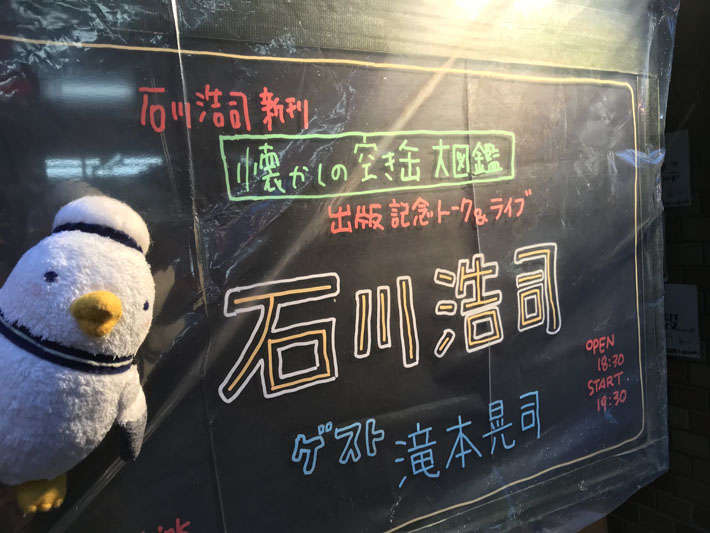 石川浩司 新刊
懐かしの空き缶大図鑑
出版記念トーク&ライブ
石川浩司
OPEN
18:30
START
19:30
ゲスト 滝本晃司